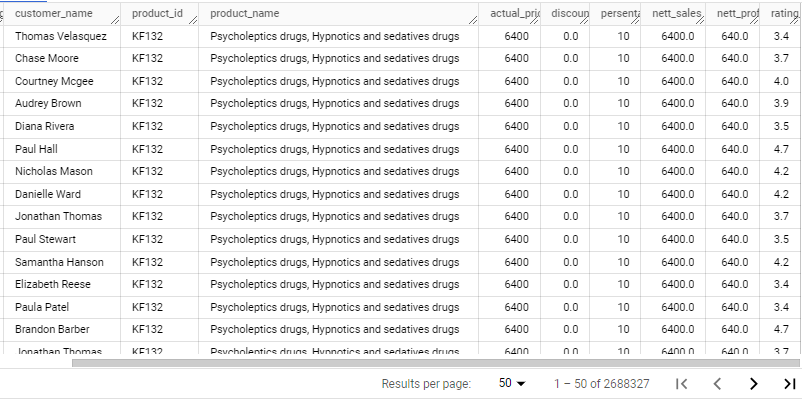 customer_name product_id product_name actual_pric discoun persenta nett_sales nett_prof rating
Thomas Velasquez KF132 Psycholeptics drugs, Hypnotics and sedatives drugs 6400 0.0 10 6400.0 640.0 3.4
Chase Moore KF132 Psycholeptics drugs, Hypnotics and sedatives drugs 6400 0.0 10 6400.0 640.0 3.7
Courtney Mcgee KF132 Psycholeptics drugs, Hypnotics and sedatives drugs 6400 0.0 10 6400.0 640.0 4.0
Audrey Brown KF132 Psycholeptics drugs, Hypnotics and sedatives drugs 6400 0.0 10 6400.0 640.0 3.9
Diana Rivera KF132 Psycholeptics drugs, Hypnotics and sedatives drugs 6400 0.0 10 6400.0 640.0 3.5
Paul Hall KF132 Psycholeptics drugs, Hypnotics and sedatives drugs 6400 0.0 10 6400.0 640.0 4.7
Nicholas Mason KF132 Psycholeptics drugs, Hypnotics and sedatives drugs 6400 0.0 10 6400.0 640.0 4.2
Danielle Ward KF132 Psycholeptics drugs, Hypnotics and sedatives drugs 6400 0.0 10 6400.0 640.0 4.2
Jonathan Thomas KF132 Psycholeptics drugs, Hypnotics and sedatives drugs 6400 0.0 10 6400.0 640.0 3.7
Paul Stewart KF132 Psycholeptics drugs, Hypnotics and sedatives drugs 6400 0.0 10 6400.0 640.0 3.5
Samantha Hanson KF132 Psycholeptics drugs, Hypnotics and sedatives drugs 6400 0.0 10 6400.0 640.0 4.2
Elizabeth Reese KF132 Psycholeptics drugs, Hypnotics and sedatives drugs 6400 0.0 10 6400.0 640.0 3.4
Paula Patel KF132 Psycholeptics drugs, Hypnotics and sedatives drugs 6400 0.0 10 6400.0 640.0 3.4
Brandon Barber KF132 Psycholeptics drugs, Hypnotics and sedatives drugs 6400 0.0 10 6400.0 640.0 4.7
Jonathan Thomas KF132 Psycholeptics drugs, Hypnotics and sedatives drugs 6400 0.0 10 6400.0 640.0 3.7
Results per page: 50 1 – 50 of 2688327